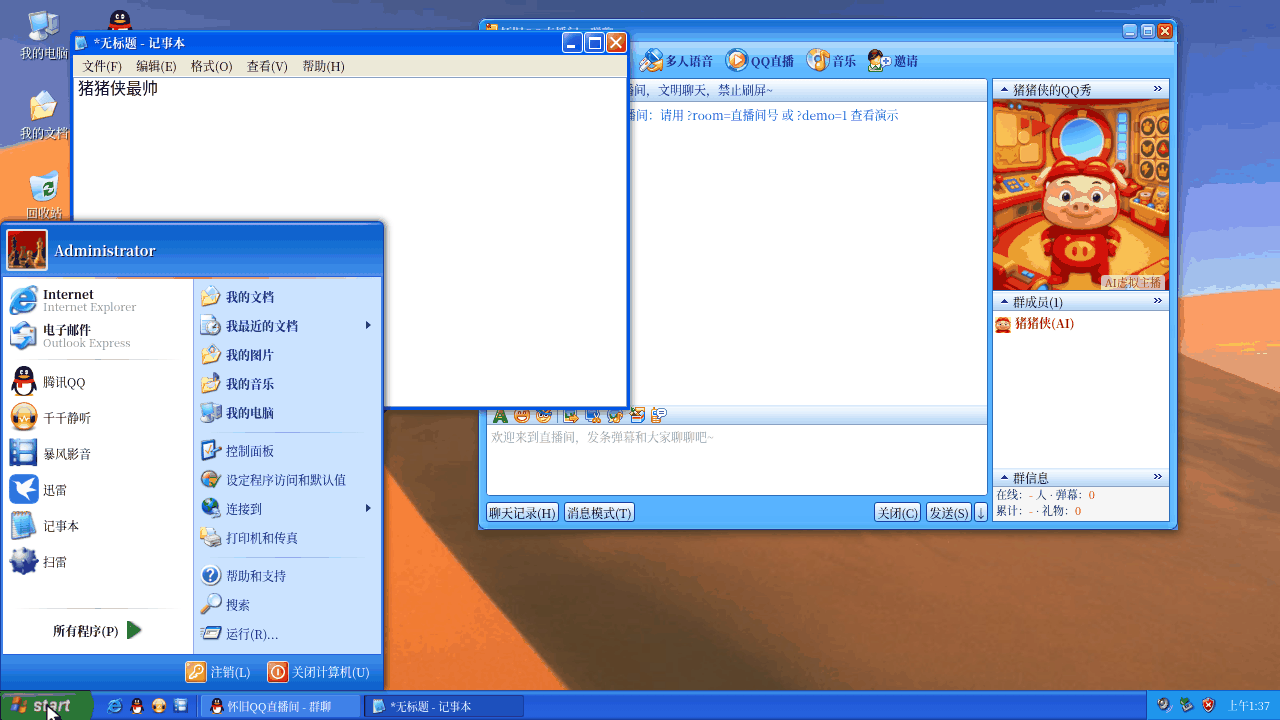 我的电脑
我的文档
回收站
*无标题 - 记事本
文件(F) 编辑(E) 格式(O) 查看(V) 帮助(H)
猪猪侠最帅
多人语音 QQ直播 音乐 邀请
播间，文明聊天，禁止刷屏~
播间：请用 ?room=直播间号 或 ?demo=1 查看演示
欢迎来到直播间，发条弹幕和大家聊聊吧~
聊天记录(H) 消息模式(T) 关闭(C) 发送(S) ↓
猪猪侠的QQ秀
AI虚拟主播
群成员(1)
猪猪侠(AI)
群信息
在线：- 人 · 弹幕：0
累计：- · 礼物：0
Administrator
Internet
Internet Explorer
电子邮件
Outlook Express
腾讯QQ
千千静听
暴风影音
迅雷
记事本
扫雷
所有程序(P)
我的文档
我最近的文档
我的图片
我的音乐
我的电脑
控制面板
设定程序访问和默认值
连接到
打印机和传真
帮助和支持
搜索
运行(R)...
注销(L) 关闭计算机(U)
start
怀旧QQ直播间 - 群聊
*无标题 - 记事本
上午1:37